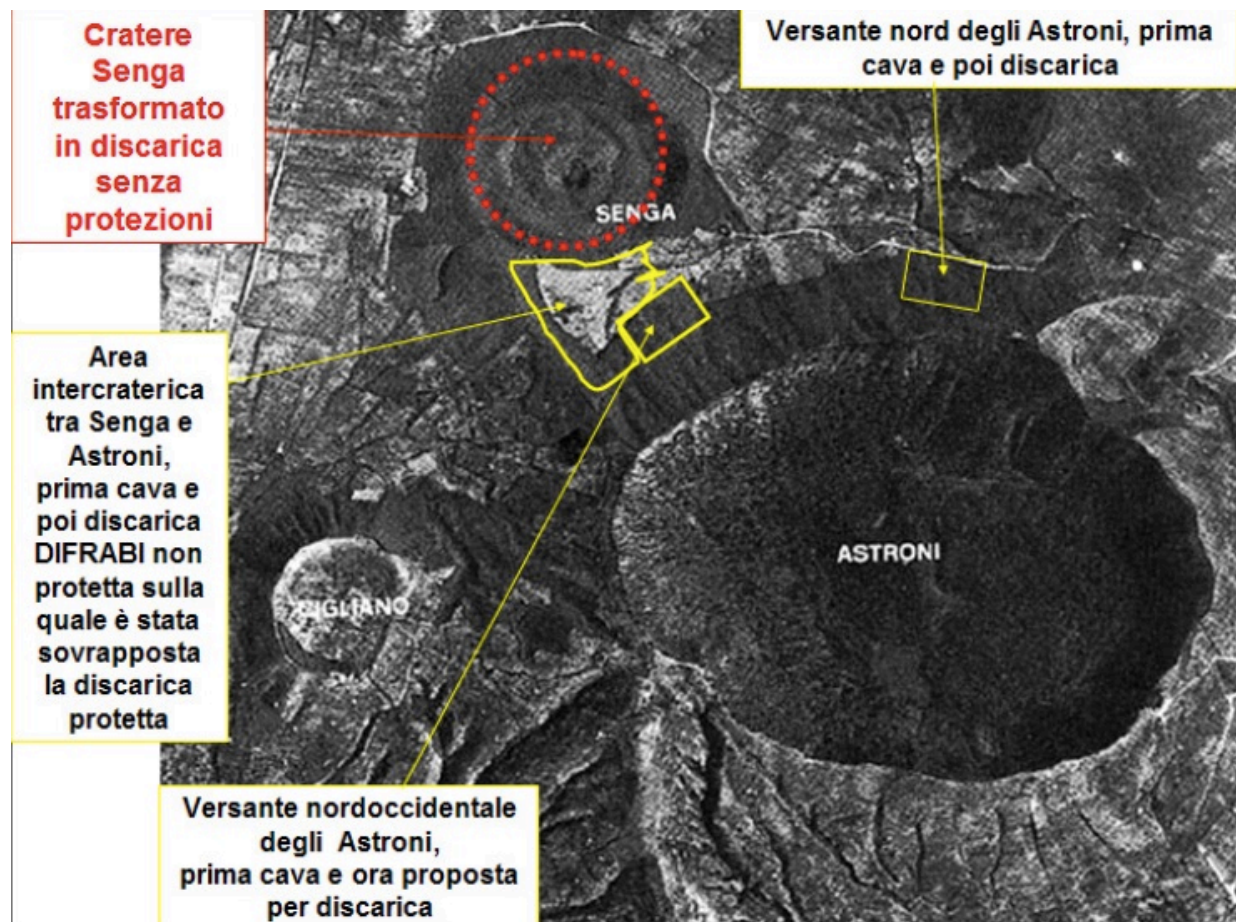 Cratere
Senga
trasformato
in discarica
senza
protezioni
Versante nord degli Astroni, prima
cava e poi discarica
SENGA
Area
intercraterica
tra Senga e
Astroni,
prima cava e
poi discarica
DIFRABI non
protetta sulla
quale è stata
sovrapposta
la discarica
protetta
ASTRONI
CIGLIANO
Versante nordoccidentale
degli Astroni,
prima cava e ora proposta
per discarica